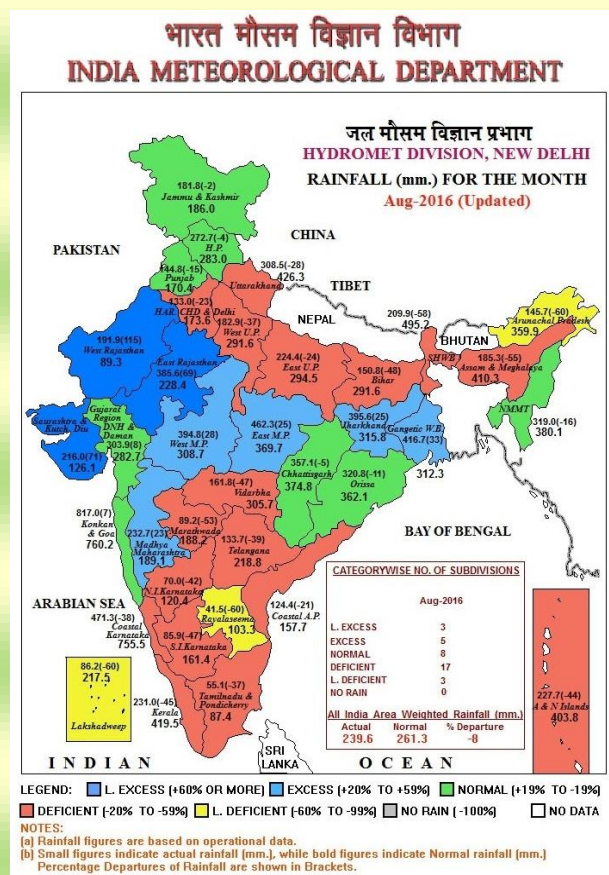 भारत मौसम विज्ञान विभाग
INDIA METEOROLOGICAL DEPARTMENT
जल मौसम विज्ञान प्रभाग
HYDROMET DIVISION, NEW DELHI
RAINFALL (mm.) FOR THE MONTH
Aug-2016 (Updated)
181.8(-2)
Jammu & Kashmir
186.0
CHINA
272.7(-4)
H.P.
283.0
PAKISTAN
144.8(-15)
Punjab
170.4
308.5(-28)
426.3
Uttarakhand
TIBET
133.0(-23)
HAR. CHD & Delhi
173.6
182.9(-37)
West U.P.
291.6
NEPAL
209.9(-58)
495.2
BHUTAN
145.7(-60)
Arunachal Pradesh
359.9
191.9(115)
West Rajasthan
89.3
East Rajasthan
385.6(69)
228.4
224.4(-24)
East U.P.
294.5
150.8(-48)
Bihar
291.6
SHWB
185.3(-55)
Assam & Meghalaya
410.3
NMMT
319.0(-16)
380.1
Saurashtra &
Kutch, Diu
216.0(71)
126.1
Gujarat
Region
DNH &
Daman
303.9(8)
282.7
394.8(28)
West M.P.
308.7
462.3(25)
East M.P.
369.7
395.6(25)
Jharkhand
315.8
Gangetic W.B.
416.7(33)
312.3
357.1(-5)
Chhattisgarh
374.8
320.8(-11)
Orissa
362.1
161.8(-47)
Vidarbha
305.7
817.0(7)
Konkan
& Goa
760.2
232.7(23)
Madhya
Maharashtra
189.1
89.2(-53)
Marathwada
188.2
133.7(-39)
Telangana
218.8
BAY OF BENGAL
ARABIAN SEA
70.0(-42)
N.I.Karnataka
120.4
41.5(-60)
Rayalaseema
103.3
124.4(-21)
Coastal A.P.
157.7
471.3(-38)
Coastal
Karnataka
755.5
85.9(-47)
S.I.Karnataka
161.4
86.2(-60)
217.5
Lakshadweep
231.0(-45)
Kerala
419.5
55.1(-37)
Tamilnadu &
Pondicherry
87.4
227.7(-44)
A & N Islands
403.8
CATEGORYWISE NO. OF SUBDIVISIONS
Aug-2016
L. EXCESS 3
EXCESS 5
NORMAL 8
DEFICIENT 17
L. DEFICIENT 3
NO RAIN 0
All India Area Weighted Rainfall (mm.)
Actual Normal % Departure
239.6 261.3 -8
SRI
LANKA
INDIAN OCEAN
LEGEND: L. EXCESS (+60% OR MORE) EXCESS (+20% TO +59%) NORMAL (+19% TO -19%)
DEFICIENT (-20% TO -59%) L. DEFICIENT (-60% TO -99%) NO RAIN (-100%) NO DATA
NOTES:
(a) Rainfall figures are based on operational data.
(b) Small figures indicate actual rainfall (mm.), while bold figures indicate Normal rainfall (mm.)
Percentage Departures of Rainfall are shown in Brackets.